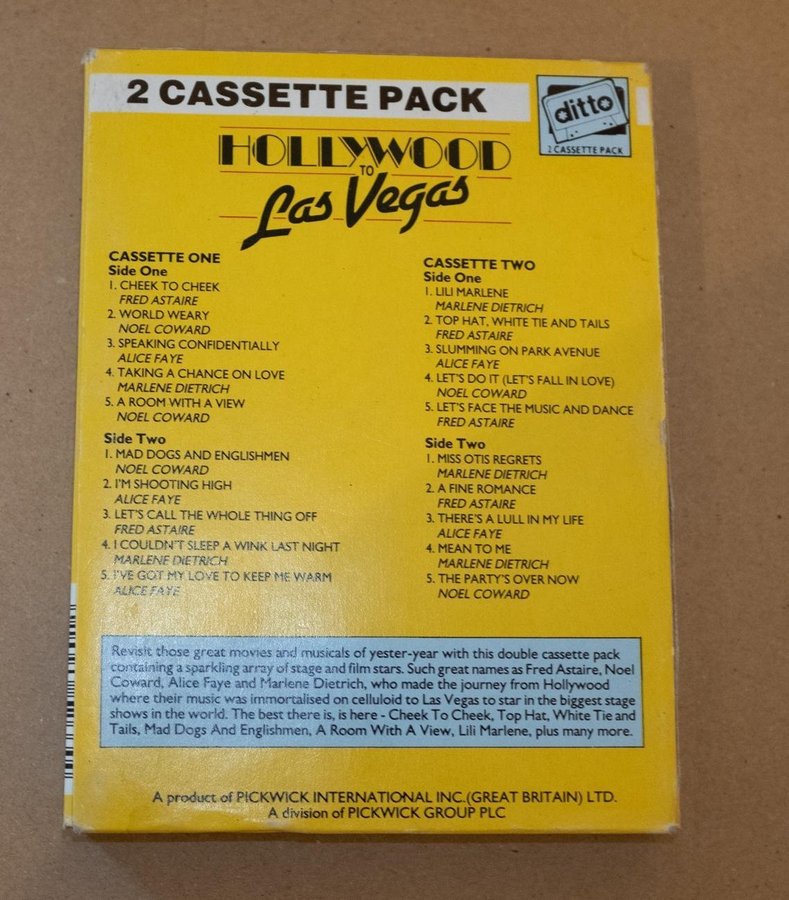 2 CASSETTE PACK
ditto
2 CASSETTE PACK
HOLLYWOOD
TO
Las Vegas
CASSETTE ONE
Side One
1. CHEEK TO CHEEK
FRED ASTAIRE
2. WORLD WEARY
NOEL COWARD
3. SPEAKING CONFIDENTIALLY
ALICE FAYE
4. TAKING A CHANCE ON LOVE
MARLENE DIETRICH
5. A ROOM WITH A VIEW
NOEL COWARD
Side Two
1. MAD DOGS AND ENGLISHMEN
NOEL COWARD
2. I'M SHOOTING HIGH
ALICE FAYE
3. LET'S CALL THE WHOLE THING OFF
FRED ASTAIRE
4. I COULDN'T SLEEP A WINK LAST NIGHT
MARLENE DIETRICH
5. I'VE GOT MY LOVE TO KEEP ME WARM
ALICE FAYE
CASSETTE TWO
Side One
1. LILI MARLENE
MARLENE DIETRICH
2. TOP HAT, WHITE TIE AND TAILS
FRED ASTAIRE
3. SLUMMING ON PARK AVENUE
ALICE FAYE
4. LET'S DO IT (LET'S FALL IN LOVE)
NOEL COWARD
5. LET'S FACE THE MUSIC AND DANCE
FRED ASTAIRE
Side Two
1. MISS OTIS REGRETS
MARLENE DIETRICH
2. A FINE ROMANCE
FRED ASTAIRE
3. THERE'S A LULL IN MY LIFE
ALICE FAYE
4. MEAN TO ME
MARLENE DIETRICH
5. THE PARTY'S OVER NOW
NOEL COWARD
Revisit those great movies and musicals of yester-year with this double cassette pack
containing a sparkling array of stage and film stars. Such great names as Fred Astaire, Noel
Coward, Alice Faye and Marlene Dietrich, who made the journey from Hollywood
where their music was immortalised on celluloid to Las Vegas to star in the biggest stage
shows in the world. The best there is, is here - Cheek To Cheek, Top Hat, White Tie and
Tails, Mad Dogs And Englishmen, A Room With A View, Lili Marlene, plus many more.
A product of PICKWICK INTERNATIONAL INC.(GREAT BRITAIN) LTD.
A division of PICKWICK GROUP PLC